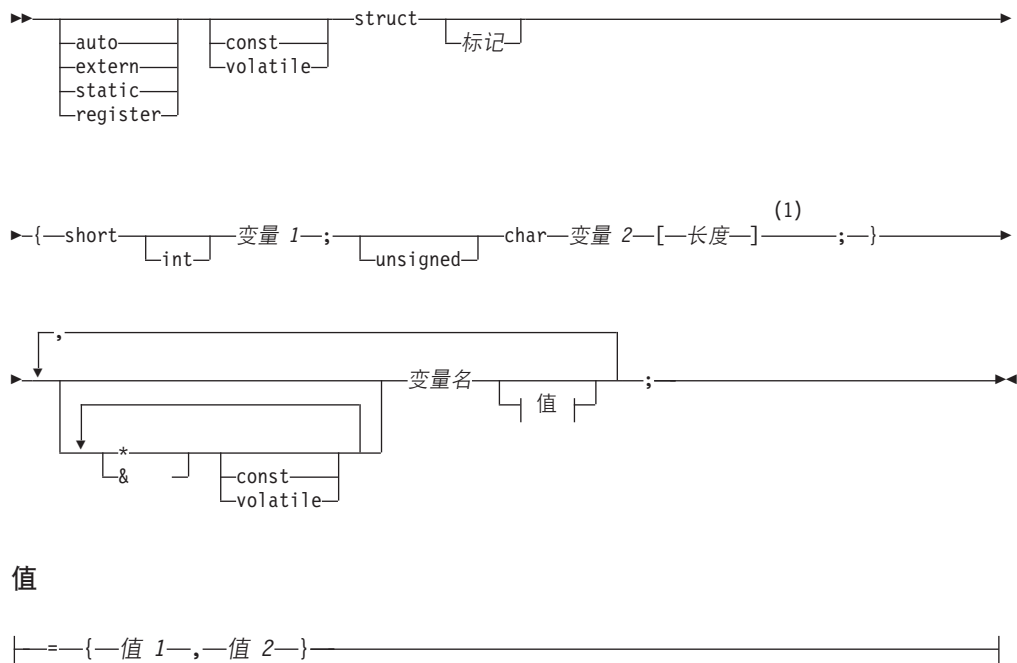 struct
auto const 标记
extern volatile
static
register
(1)
{ short 变量 1 ; char 变量 2 [ 长度 ] ; }
int unsigned
,
变量名 ;
值
*
& const
volatile
值
= { 值 1 , 值 2 }